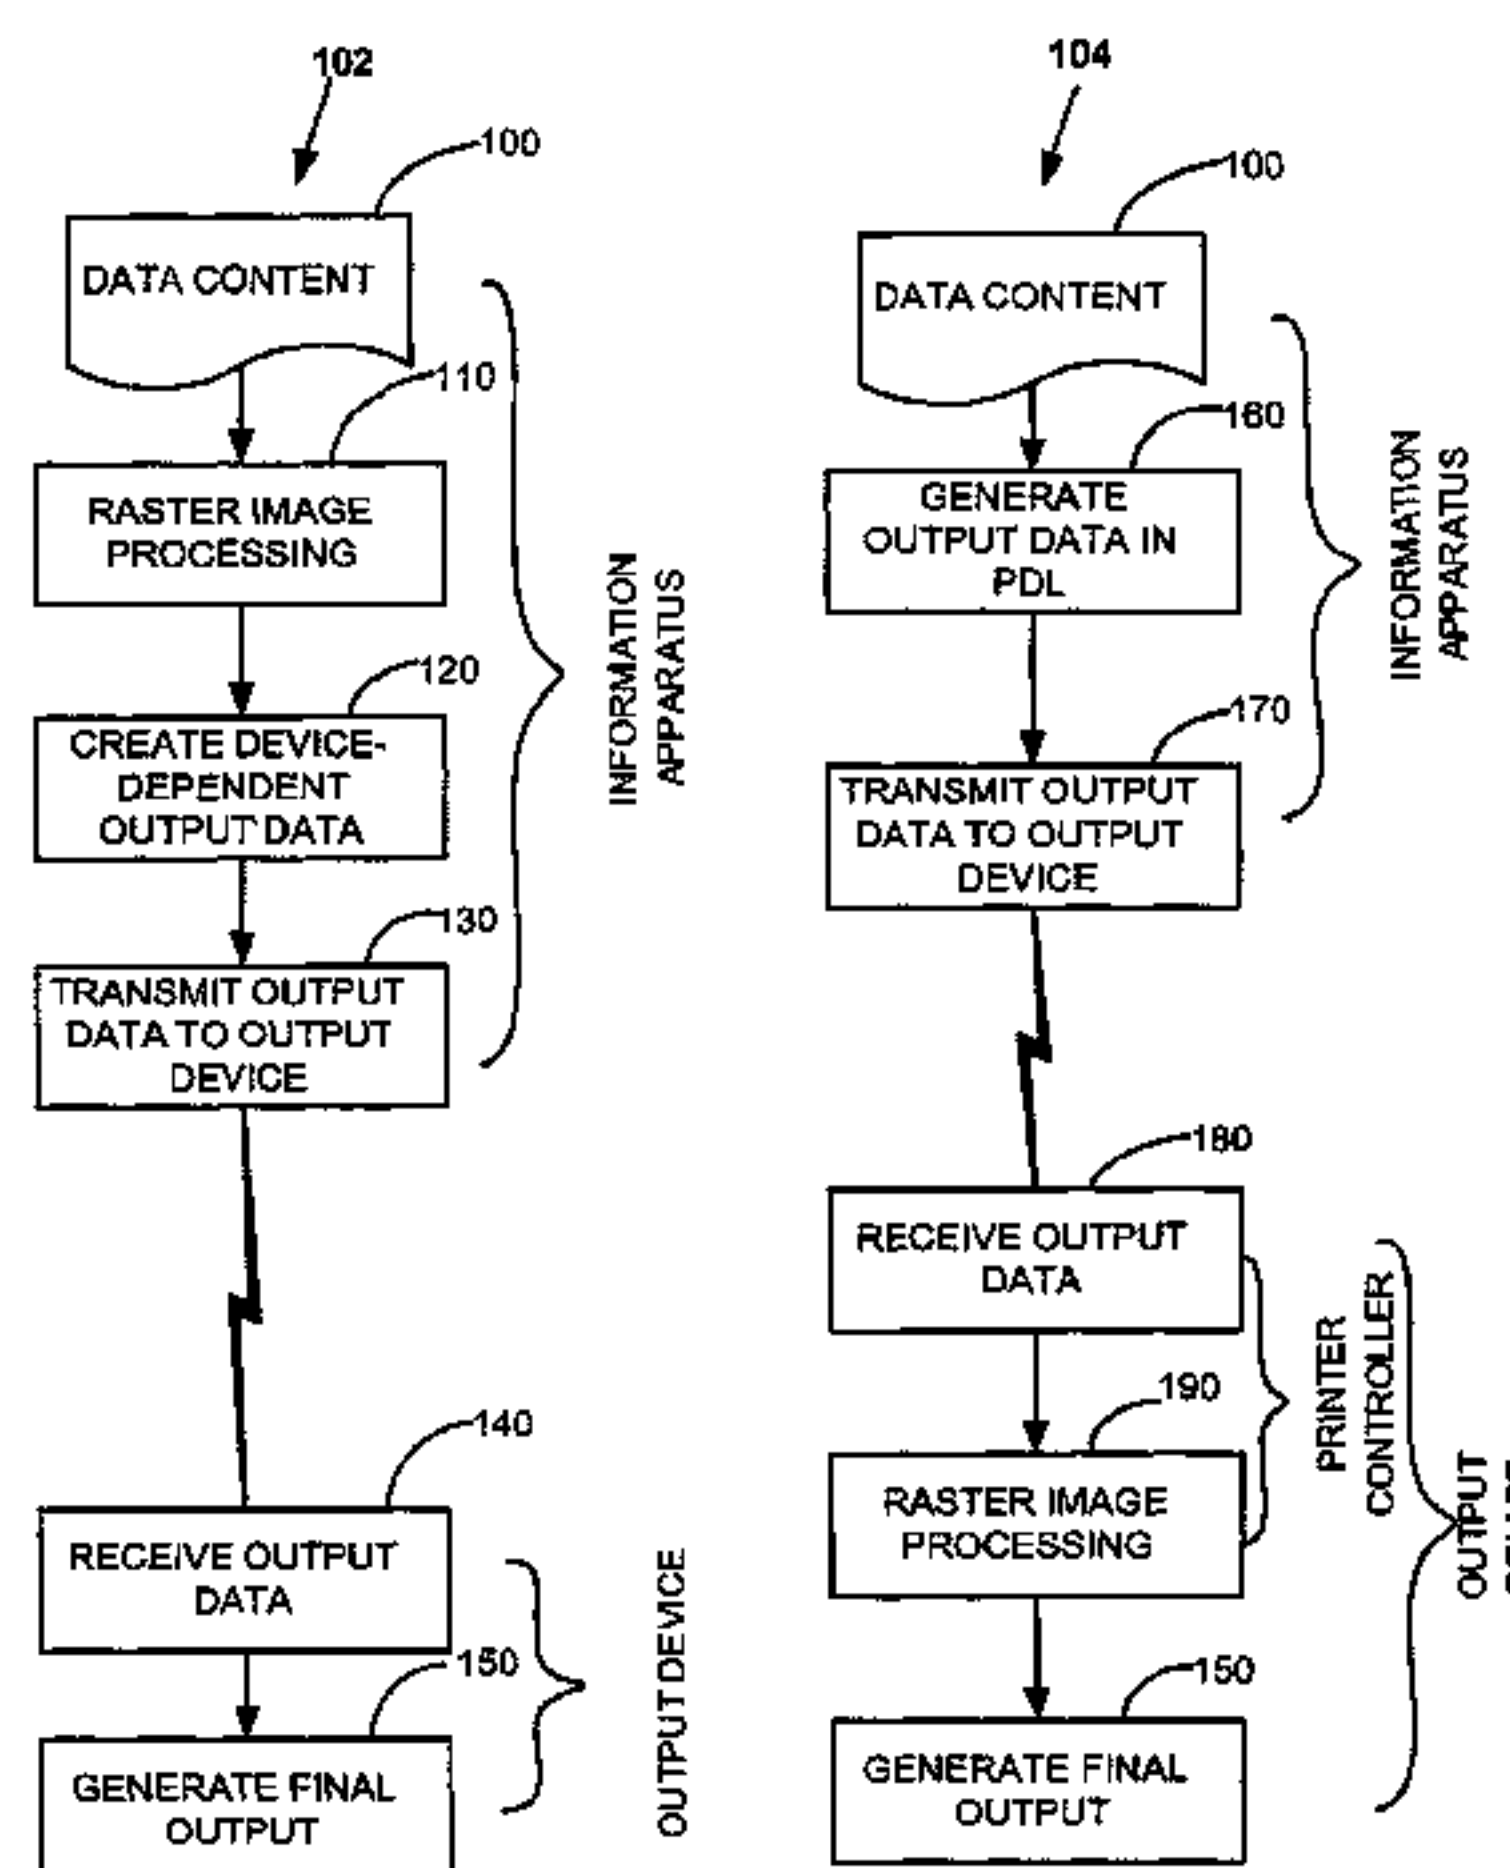 102
100
DATA CONTENT
110
RASTER IMAGE
PROCESSING
120
CREATE DEVICE-
DEPENDENT
OUTPUT DATA
130
TRANSMIT OUTPUT
DATA TO OUTPUT
DEVICE
INFORMATION
APPARATUS
140
RECEIVE OUTPUT
DATA
150
GENERATE FINAL
OUTPUT
OUTPUT DEVICE
104
100
DATA CONTENT
160
GENERATE
OUTPUT DATA IN
PDL
170
TRANSMIT OUTPUT
DATA TO OUTPUT
DEVICE
INFORMATION
APPARATUS
180
RECEIVE OUTPUT
DATA
190
RASTER IMAGE
PROCESSING
PRINTER
CONTROLLER
150
GENERATE FINAL
OUTPUT
OUTPUT